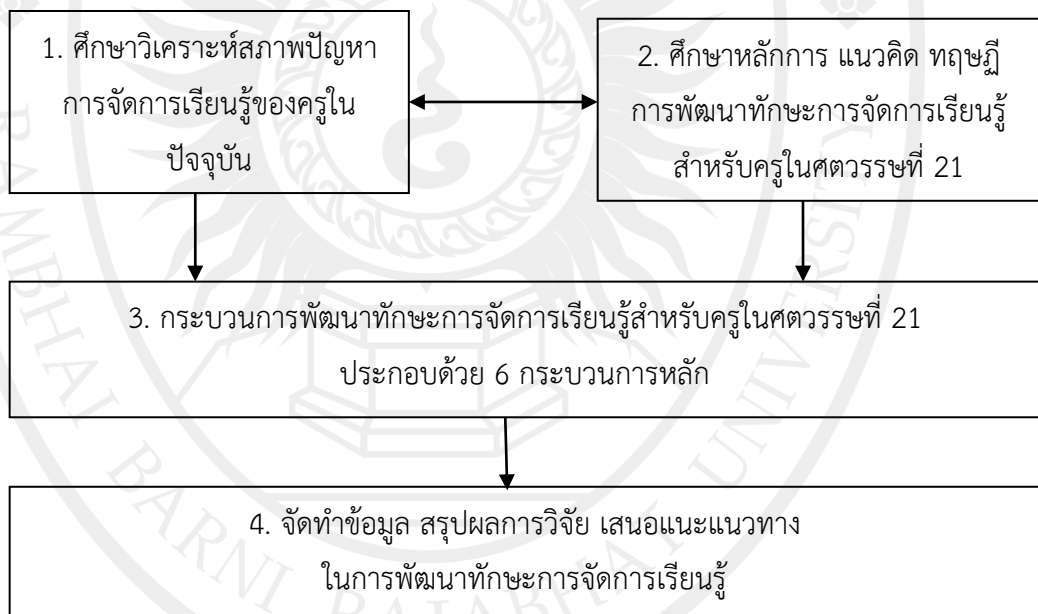 1. ศึกษาวิเคราะห์สภาพปัญหา
การจัดการเรียนรู้ของครูใน
ปัจจุบัน
2. ศึกษาหลักการ แนวคิด ทฤษฏี
การพัฒนาทักษะการจัดการเรียนรู้
สำหรับครูในศตวรรษที่ 21
3. กระบวนการพัฒนาทักษะการจัดการเรียนรู้สำหรับครูในศตวรรษที่ 21
ประกอบด้วย 6 กระบวนการหลัก
4. จัดทำข้อมูล สรุปผลการวิจัย เสนอแนะแนวทาง
ในการพัฒนาทักษะการจัดการเรียนรู้
RAMBHAI BARNI RAJABHAT UNIVERSITY